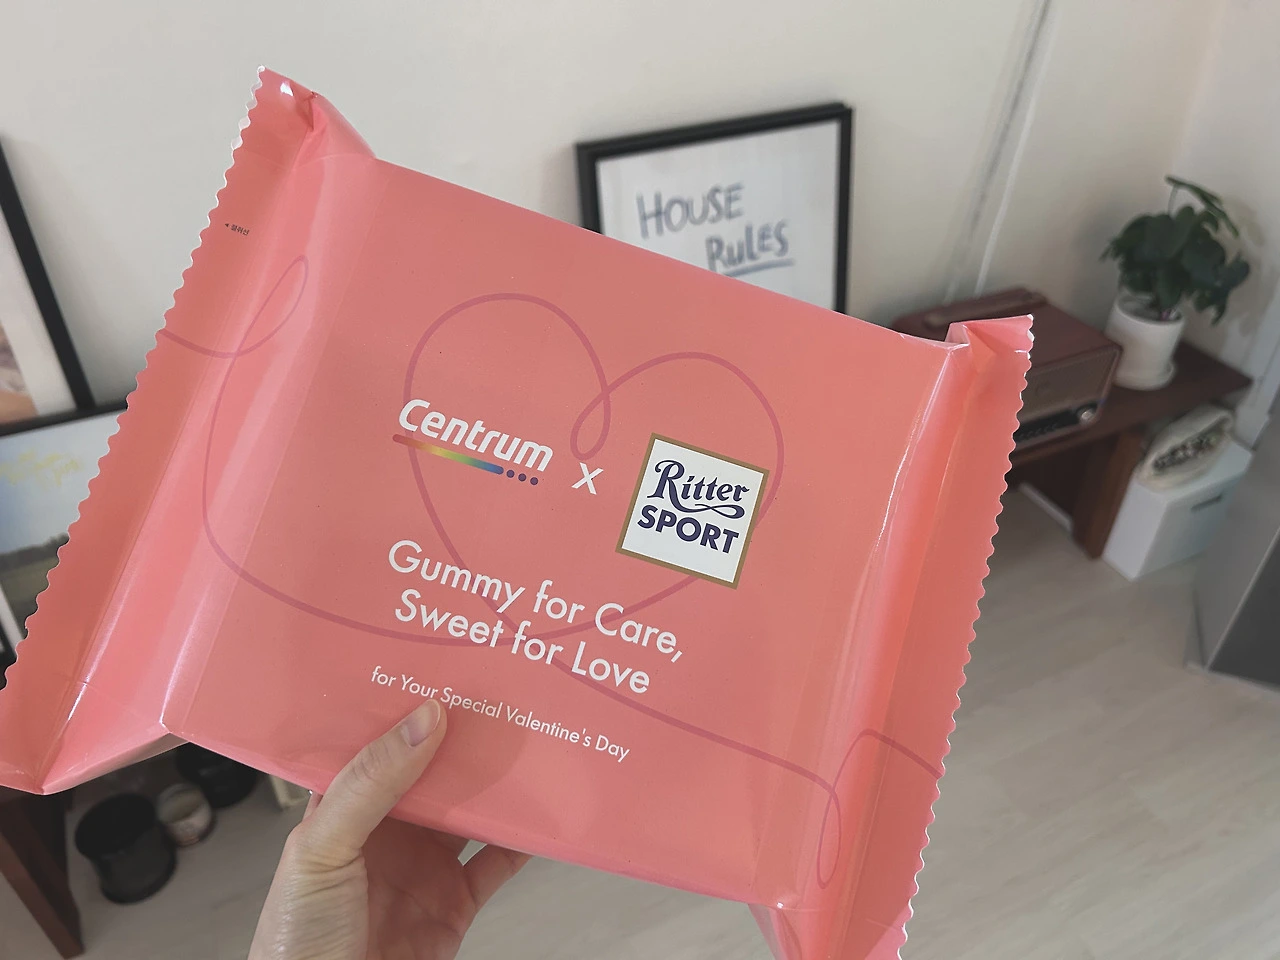 HOUSE
RULES
Centrum X Ritter
SPORT
Gummy for Care,
Sweet for Love
for Your Special Valentine's Day